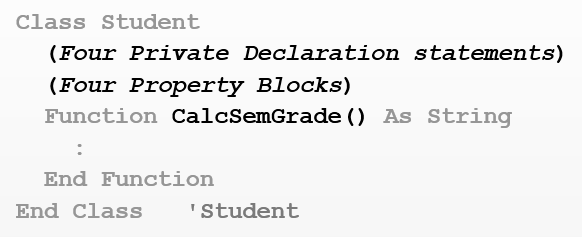 Class Student
(Four Private Declaration statements)
(Four Property Blocks)
Function CalcSemGrade() As String
:
End Function
End Class 'Student